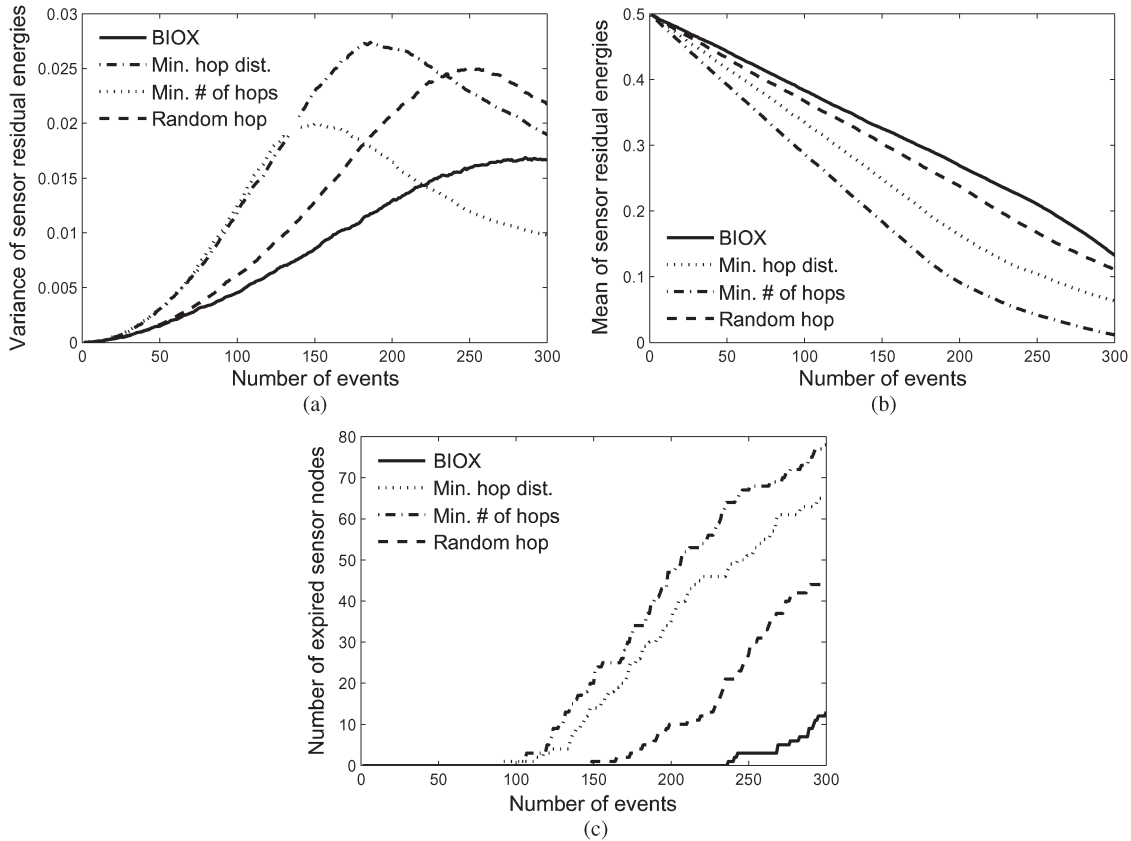 Variance of sensor residual energies
0.03
0.025
0.02
0.015
0.01
0.005
0
BIOX
Min. hop dist.
Min. # of hops
Random hop
0 50 100 150 200 250 300
Number of events
(a)
Mean of sensor residual energies
0.5
0.4
0.3
0.2
0.1
0
BIOX
Min. hop dist.
Min. # of hops
Random hop
0 50 100 150 200 250 300
Number of events
(b)
Number of expired sensor nodes
80
70
60
50
40
30
20
10
0
BIOX
Min. hop dist.
Min. # of hops
Random hop
0 50 100 150 200 250 300
Number of events
(c)